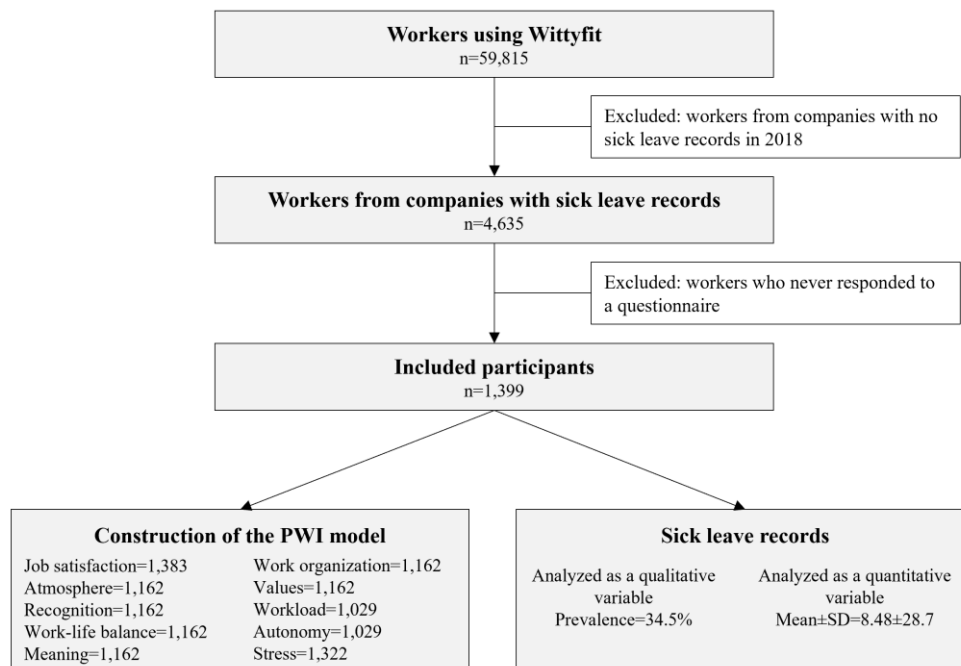 Workers using Wittyfit
n=59,815
Excluded: workers from companies with no
sick leave records in 2018
Workers from companies with sick leave records
n=4,635
Excluded: workers who never responded to
a questionnaire
Included participants
n=1,399
Construction of the PWI model
Job satisfaction=1,383
Atmosphere=1,162
Recognition=1,162
Work-life balance=1,162
Meaning=1,162
Work organization=1,162
Values=1,162
Workload=1,029
Autonomy=1,029
Stress=1,322
Sick leave records
Analyzed as a qualitative
variable
Prevalence=34.5%
Analyzed as a quantitative
variable
Mean±SD=8.48±28.7